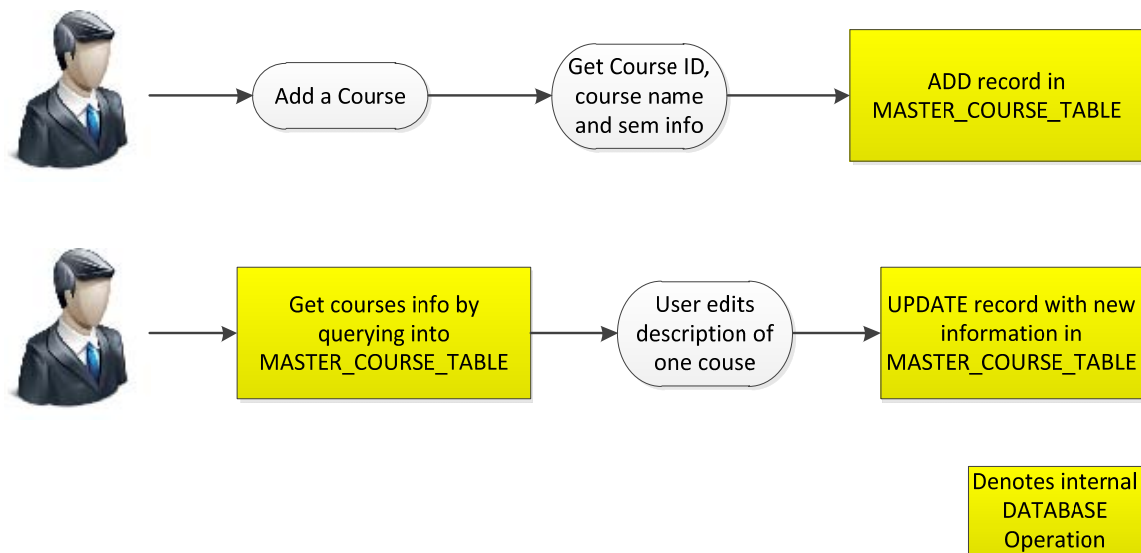 Add a Course
Get Course ID,
course name
and sem info
ADD record in
MASTER_COURSE_TABLE
Get courses info by
querying into
MASTER_COURSE_TABLE
User edits
description of
one couse
UPDATE record with new
information in
MASTER_COURSE_TABLE
Denotes internal
DATABASE
Operation